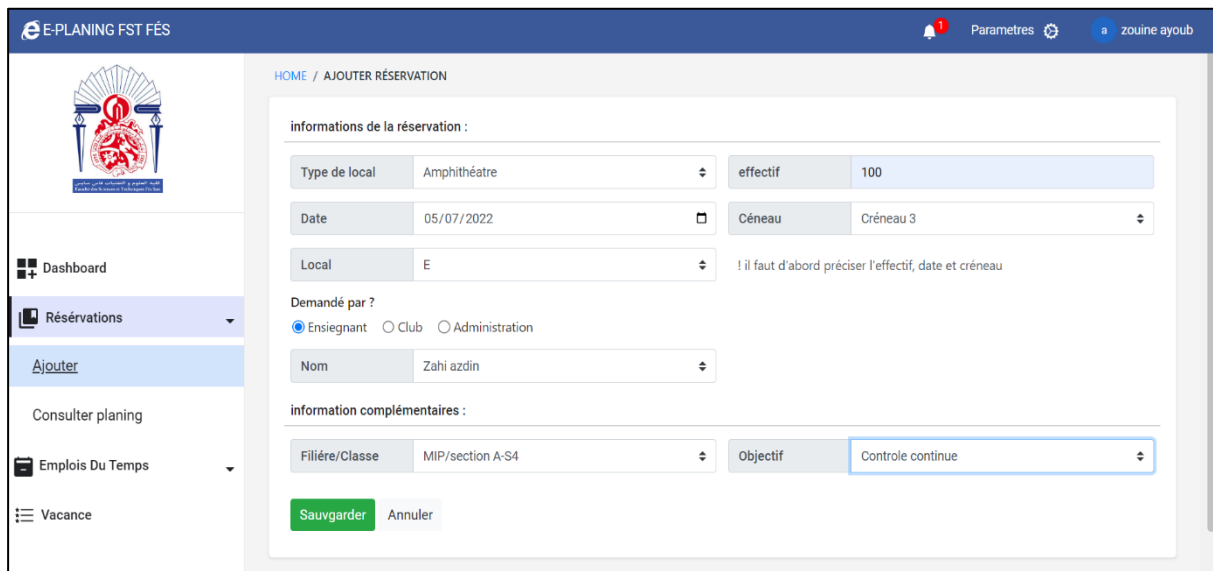 E-PLANING FST FÉS
1
Parametres
a zouine ayoub
HOME / AJOUTER RÉSERVATION
informations de la réservation :
Type de local Amphithéatre effectif 100
Date 05/07/2022 Céneau Créneau 3
Local E ! il faut d'abord préciser l'effectif, date et créneau
Demandé par ?
Ensiegnant Club Administration
Nom Zahi azdin
information complémentaires :
Filiére/Classe MIP/section A-S4 Objectif Controle continue
Sauvgarder Annuler
Dashboard
Résérvations
Ajouter
Consulter planing
Emplois Du Temps
Vacance